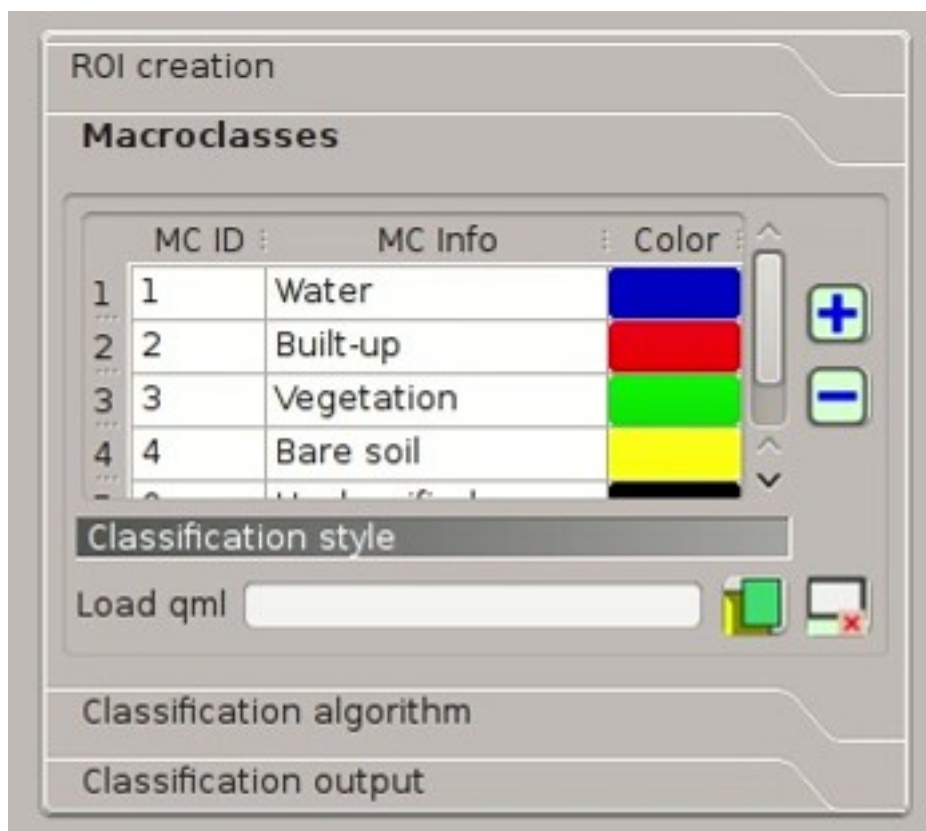 ROI creation
Macroclasses
MC ID MC Info Color
1 1 Water
2 2 Built-up
3 3 Vegetation
4 4 Bare soil
Classification style
Load qml
Classification algorithm
Classification output